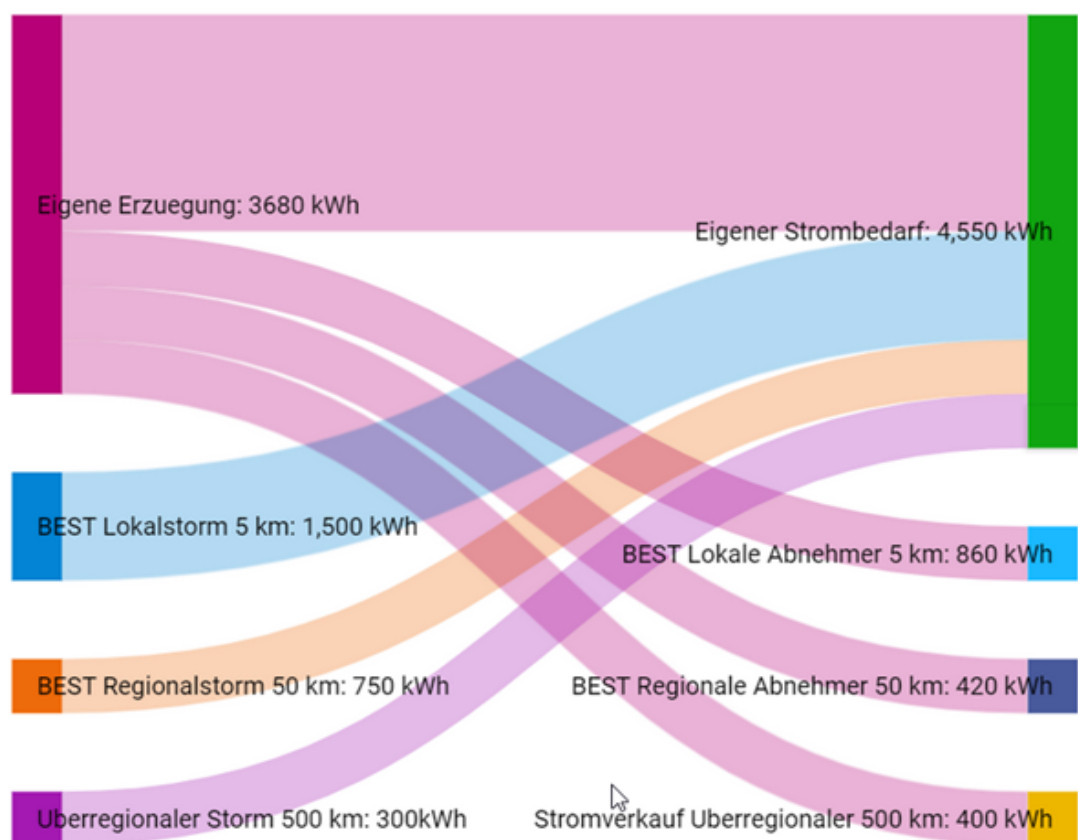 Eigene Erzuegung: 3680 kWh
Eigener Strombedarf: 4,550 kWh
BEST Lokalstorm 5 km: 1,500 kWh
BEST Lokale Abnehmer 5 km: 860 kWh
BEST Regionalstorm 50 km: 750 kWh
BEST Regionale Abnehmer 50 km: 420 kWh
Uberregionaler Storm 500 km: 300kWh
Stromverkauf Uberregionaler 500 km: 400 kWh